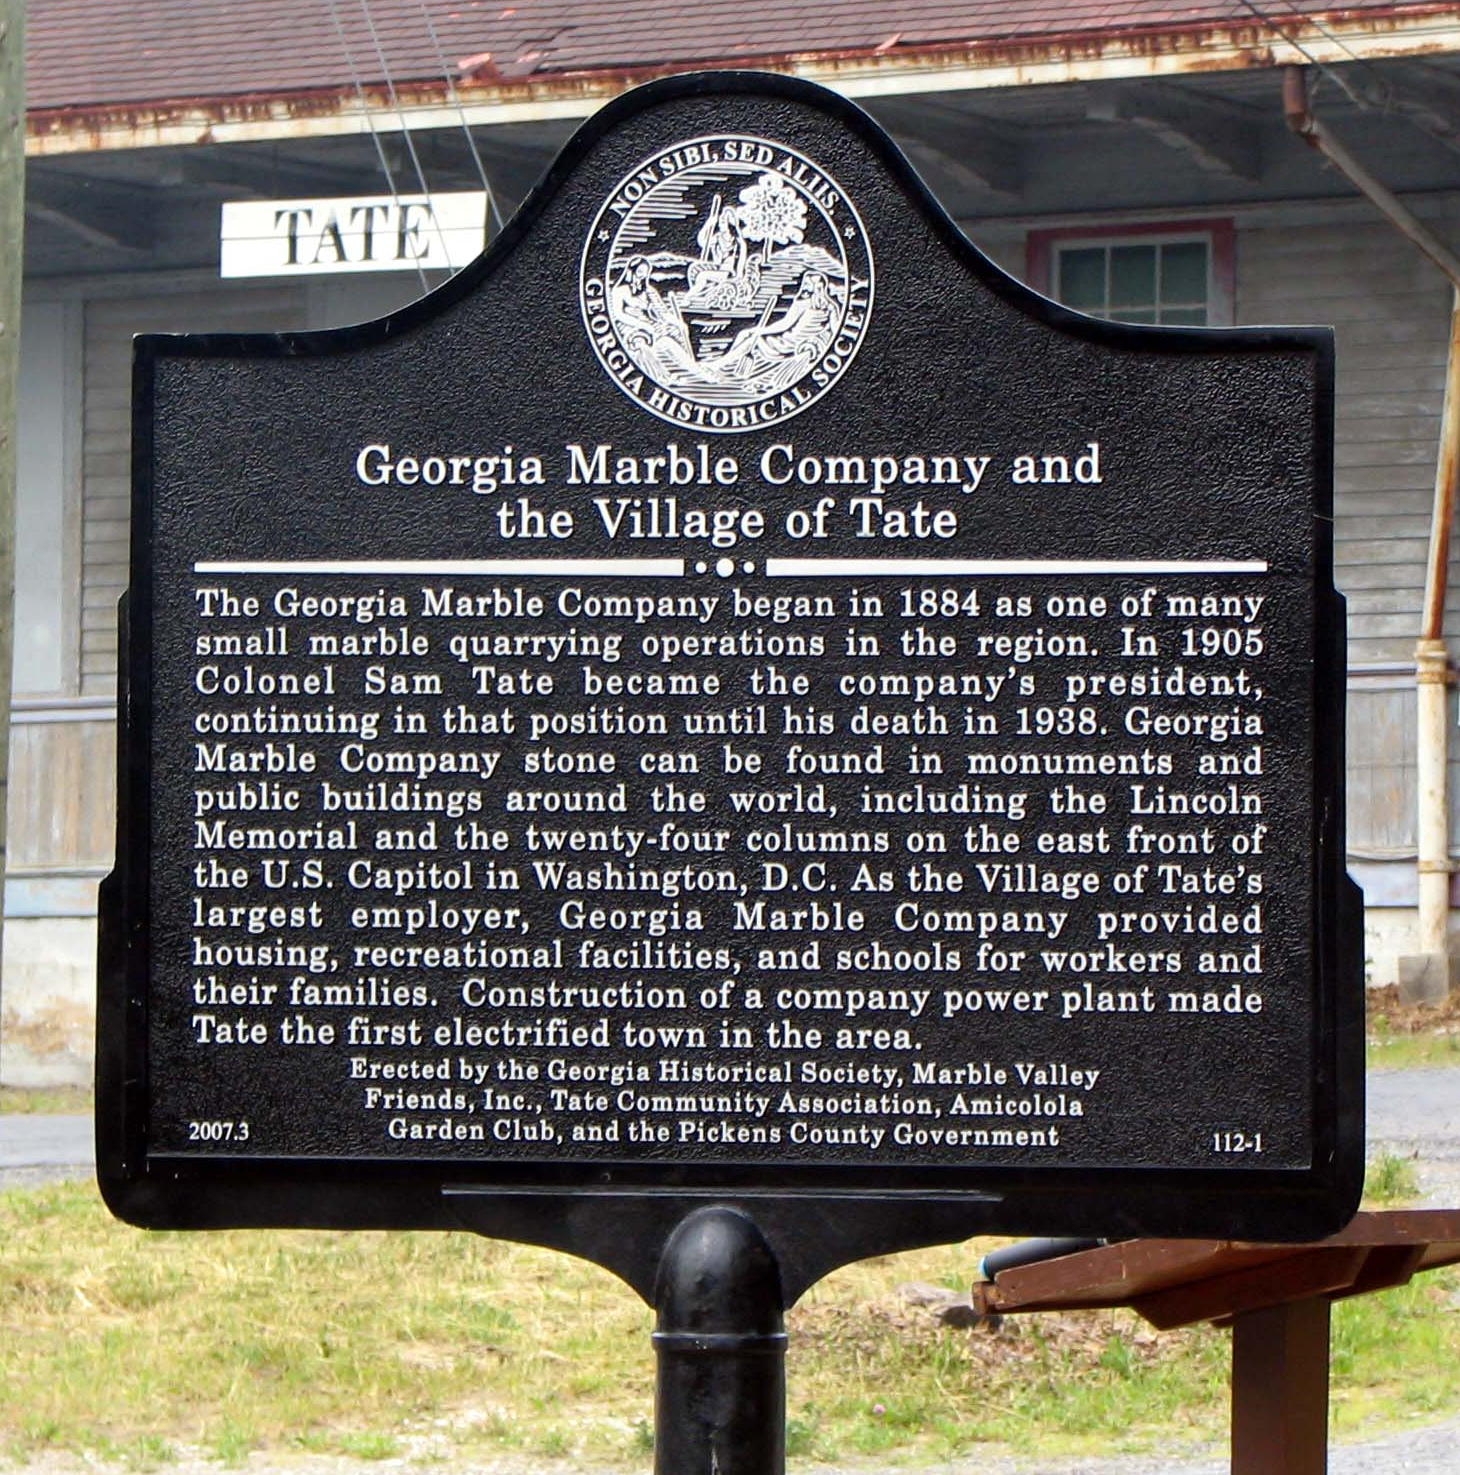 TATE
NON SIBI, SED ALIIS.
GEORGIA HISTORICAL SOCIETY
Georgia Marble Company and
the Village of Tate
The Georgia Marble Company began in 1884 as one of many
small marble quarrying operations in the region. In 1905
Colonel Sam Tate became the company's president,
continuing in that position until his death in 1938. Georgia
Marble Company stone can be found in monuments and
public buildings around the world, including the Lincoln
Memorial and the twenty-four columns on the east front of
the U.S. Capitol in Washington, D.C. As the Village of Tate's
largest employer, Georgia Marble Company provided
housing, recreational facilities, and schools for workers and
their families. Construction of a company power plant made
Tate the first electrified town in the area.
Erected by the Georgia Historical Society, Marble Valley
Friends, Inc., Tate Community Association, Amicolola
Garden Club, and the Pickens County Government
2007.3
112-1